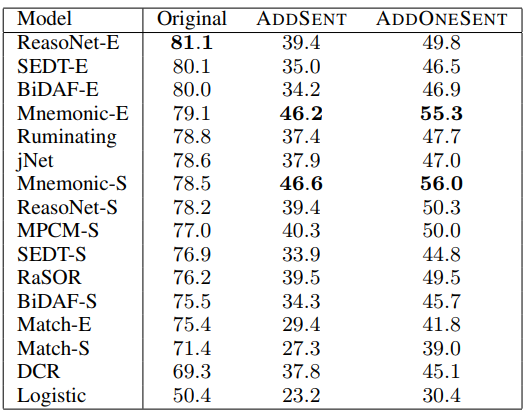 Model Original ADDSENT ADDONESENT
ReasoNet-E 81.1 39.4 49.8
SEDT-E 80.1 35.0 46.5
BiDAF-E 80.0 34.2 46.9
Mnemonic-E 79.1 46.2 55.3
Ruminating 78.8 37.4 47.7
jNet 78.6 37.9 47.0
Mnemonic-S 78.5 46.6 56.0
ReasoNet-S 78.2 39.4 50.3
MPCM-S 77.0 40.3 50.0
SEDT-S 76.9 33.9 44.8
RaSOR 76.2 39.5 49.5
BiDAF-S 75.5 34.3 45.7
Match-E 75.4 29.4 41.8
Match-S 71.4 27.3 39.0
DCR 69.3 37.8 45.1
Logistic 50.4 23.2 30.4